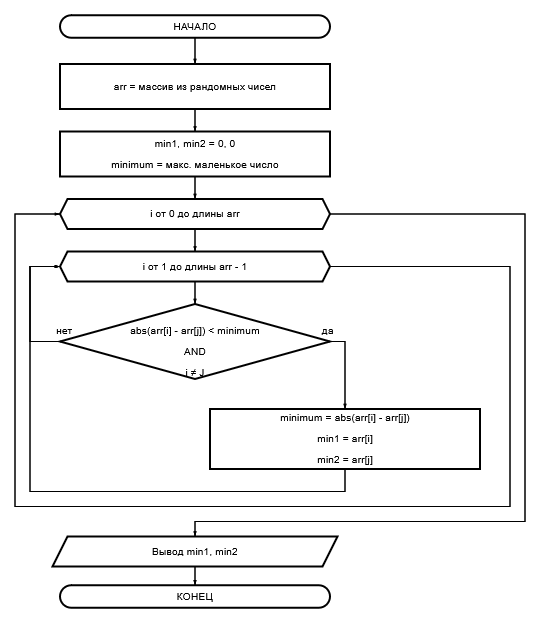 НАЧАЛО
arr = массив из рандомных чисел
min1, min2 = 0, 0
minimum = макс. маленькое число
i от 0 до длины arr
i от 1 до длины arr - 1
нет
abs(arr[i] - arr[j]) < minimum
да
AND
i ≠ J
minimum = abs(arr[i] - arr[j])
min1 = arr[i]
min2 = arr[j]
Вывод min1, min2
КОНЕЦ